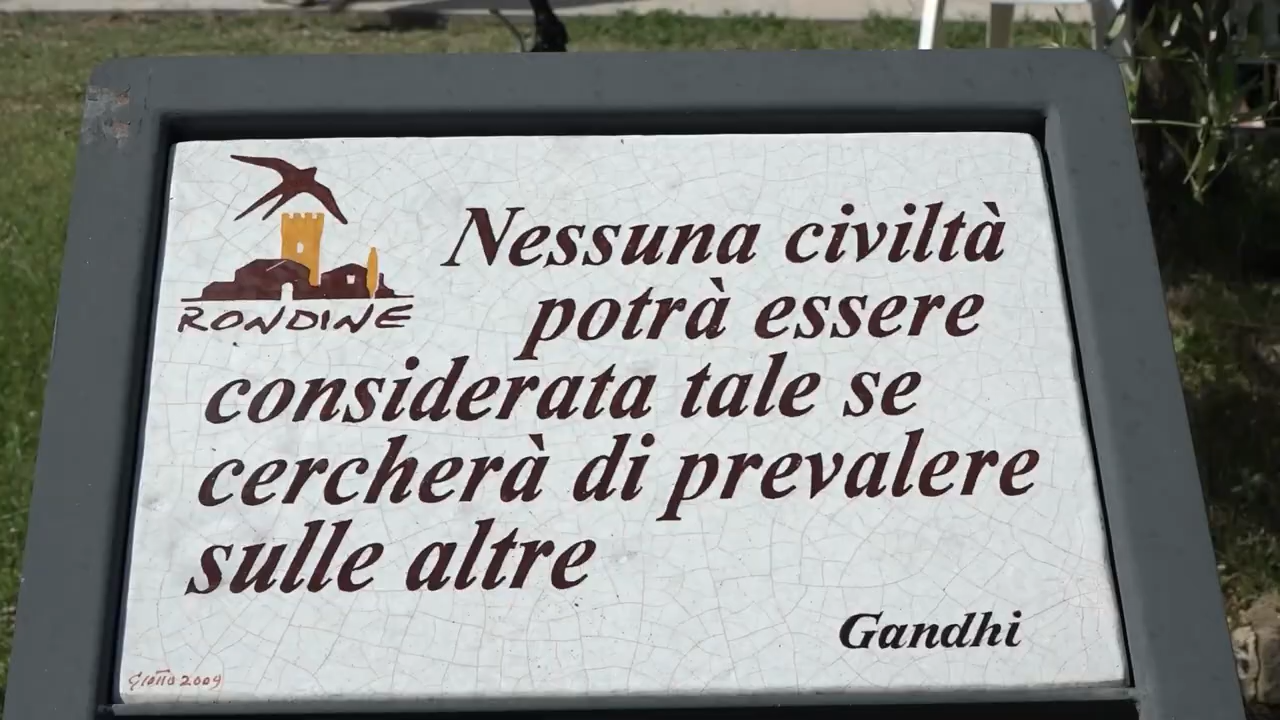 RONDINE
Nessuna civiltà
potrà essere
considerata tale se
cercherà di prevalere
sulle altre
Gandhi
Giotto 2009